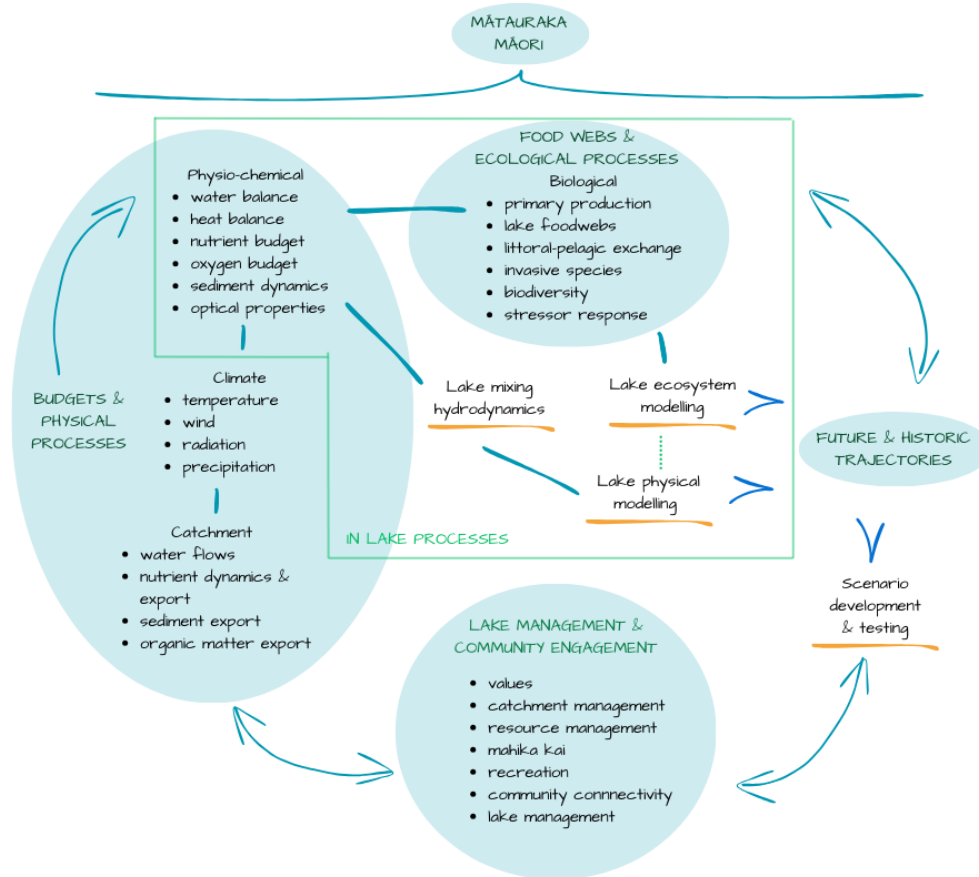 MĀTAURAKA
MĀORI
FOOD WEBS &
ECOLOGICAL PROCESSES
Biological
• primary production
• lake foodwebs
• littoral-pelagic exchange
• invasive species
• biodiversity
• stressor response
Physio-chemical
• water balance
• heat balance
• nutrient budget
• oxygen budget
• sediment dynamics
• optical properties
BUDGETS &
PHYSICAL
PROCESSES
Climate
• temperature
• wind
• radiation
• precipitation
Catchment
• water flows
• nutrient dynamics &
export
• sediment export
• organic matter export
Lake mixing
hydrodynamics
Lake ecosystem
modelling
Lake physical
modelling
IN LAKE PROCESSES
FUTURE & HISTORIC
TRAJECTORIES
Scenario
development
& testing
LAKE MANAGEMENT &
COMMUNITY ENGAGEMENT
• values
• catchment management
• resource management
• mahika kai
• recreation
• community connnectivity
• lake management